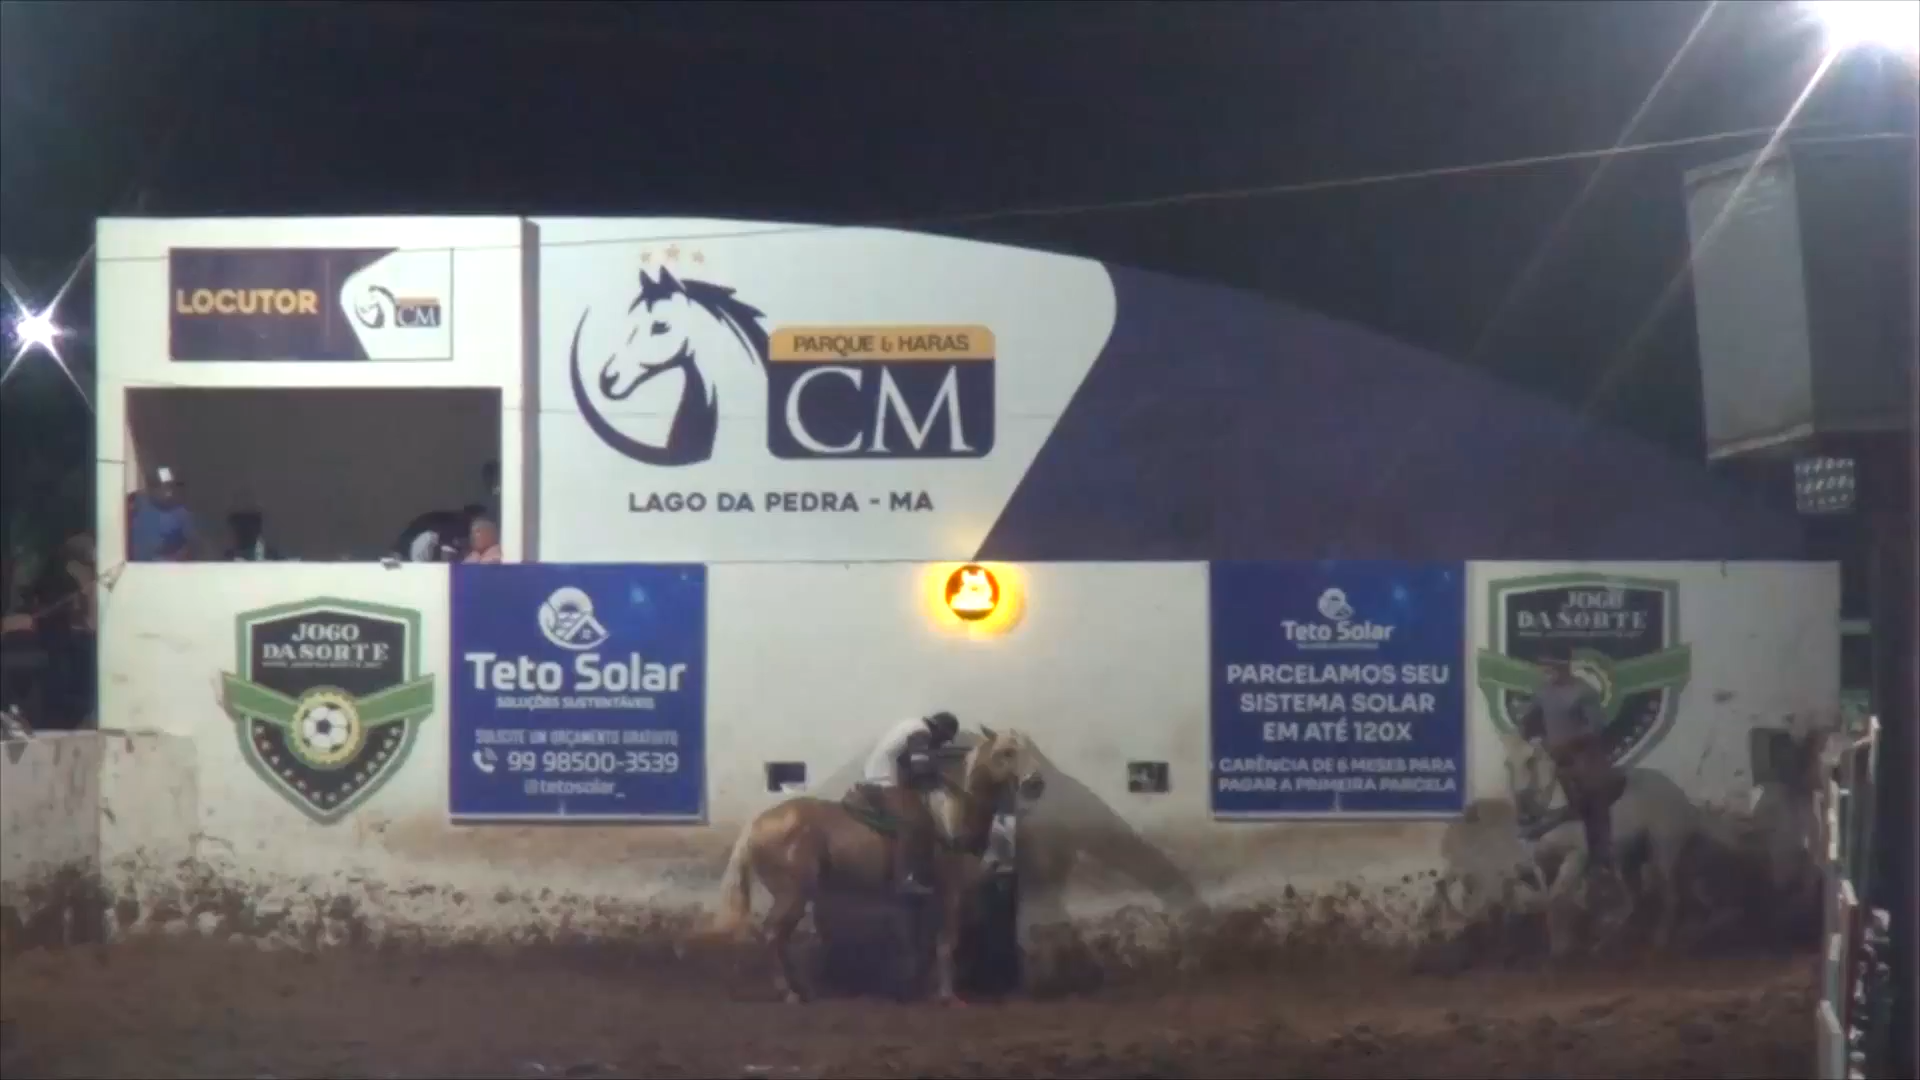 LOCUTOR
CM
PARQUE & HARAS
CM
LAGO DA PEDRA - MA
JOGO
DA SORTE
Teto Solar
SOLUÇÕES SUSTENTÁVEIS
SOLICITE UM ORÇAMENTO GRATUITO
99 98500-3539
@tetosolar_
Teto Solar
PARCELAMOS SEU
SISTEMA SOLAR
EM ATÉ 120X
CARÊNCIA DE 6 MESES PARA
PAGAR A PRIMEIRA PARCELA
JOGO
DA SORTE